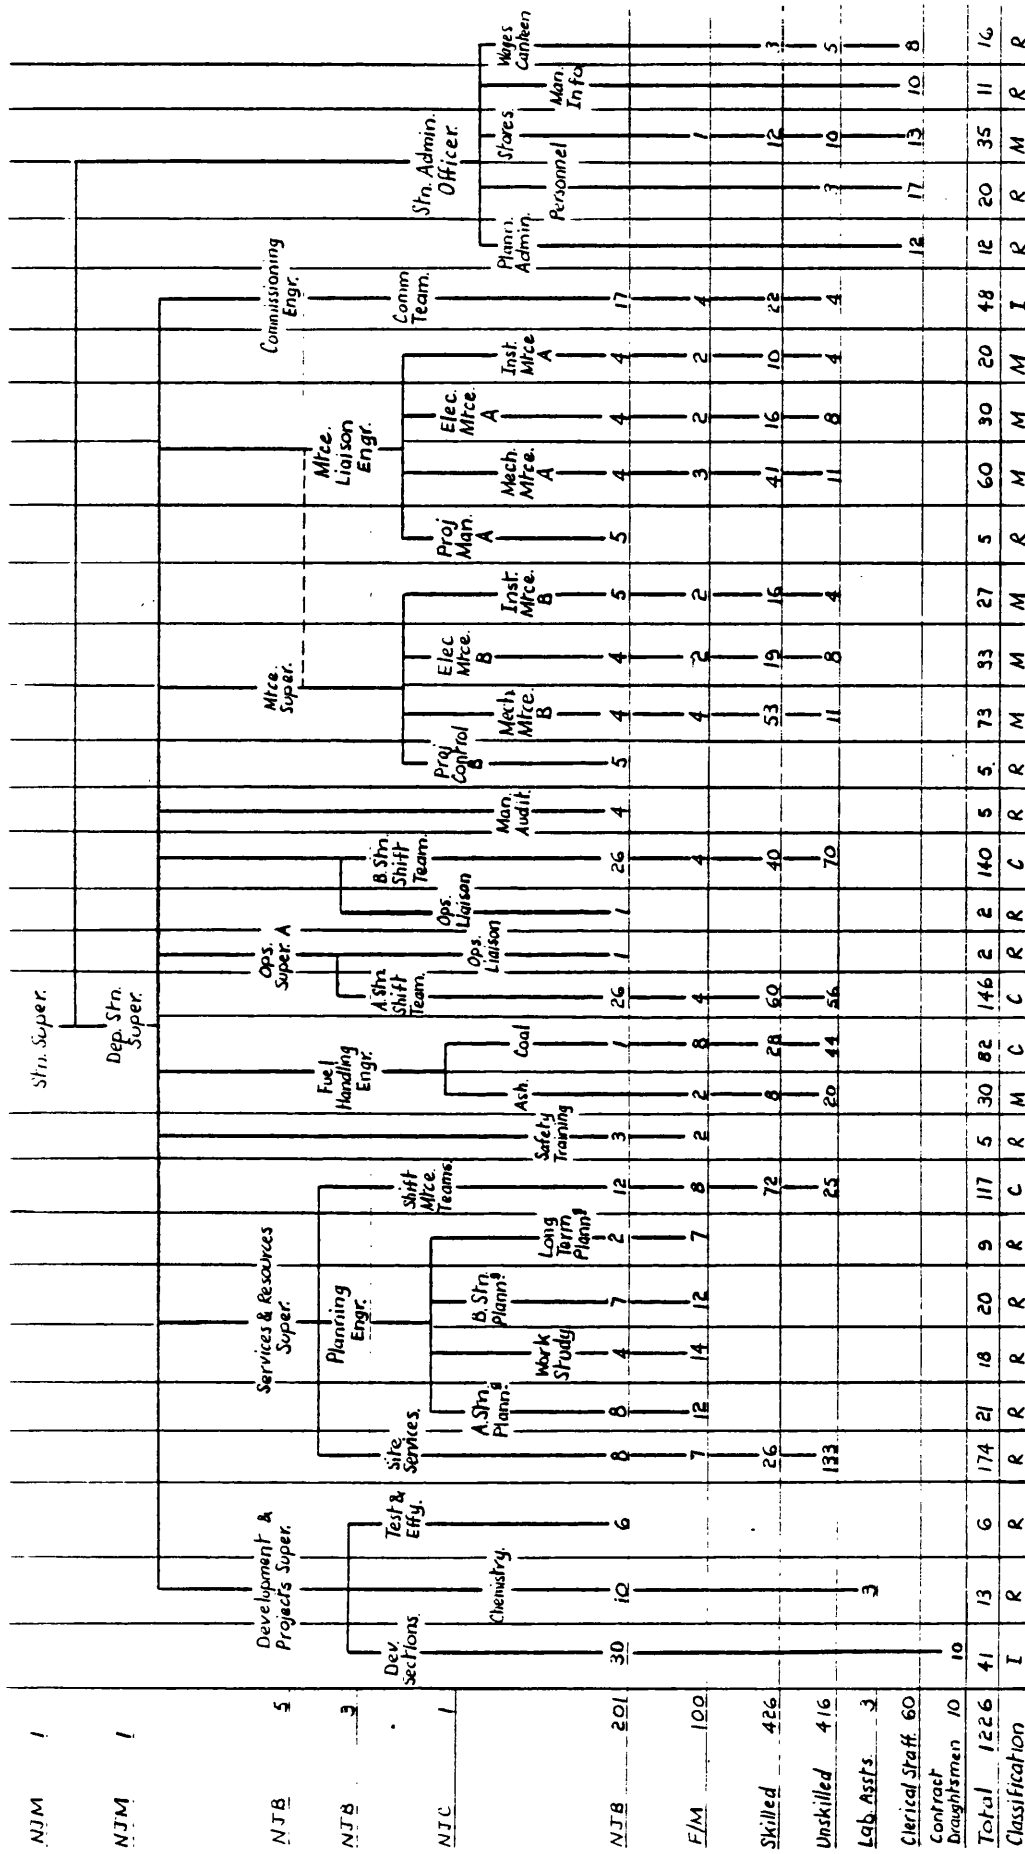 Stn. Super.
Dep. Stn. Super.
Development & Projects Super.
Services & Resources Super.
Fuel Handling Engr.
Ops. Super. A
Mtce. Super.
Mtce. Liaison Engr.
Commissioning Engr.
Stn. Admin. Officer.
Planning Engr.
Dev. Sections.
Chemistry.
Test & Effy.
Site Services.
A.Stn. Planng
Work Study
B.Stn. Planng
Long Term Planng
Shift Mtce. Teams.
Safety Training
Ash.
Coal
A.Stn. Shift Team.
Ops. Liaison
Ops. Liaison
B.Stn. Shift Team.
Man. Audit.
Proj Control B
Mech. Mtce. B
Elec Mtce. B
Inst. Mtce. B
Proj Man. A
Mech. Mtce. A
Elec. Mtce. A
Inst. Mtce A
Comm Team.
Plann. Admin.
Personnel
Stores.
Man. Info
Wages Canteen
NJM 1
NJM 1
NJB 5
NJB 3
NJC 1
NJB 201 30 10 6 8 8 4 7 2 12 3 1 26 1 1 26 4 5 4 4 5 5 4 4 4 17
F/M 100 7 12 14 12 7 8 2 2 8 4 4 4 2 2 3 2 2 4 1
Skilled 426 26 72 8 28 60 40 53 19 16 41 16 10 22 12 3
Unskilled 416 133 25 20 44 56 70 11 8 4 11 8 4 4 3 10 5
Lab. Assts. 3 3
Clerical Staff 60 12 17 13 10 8
Contract Draughtsmen 10 10
Total 1226 41 13 6 174 21 18 20 9 117 5 30 82 146 2 2 140 5 5. 73 33 27 5 60 30 20 48 12 20 35 11 16
Classification I R R R R R R R C R M C C R R C R R M M M R M M M I R R M R R